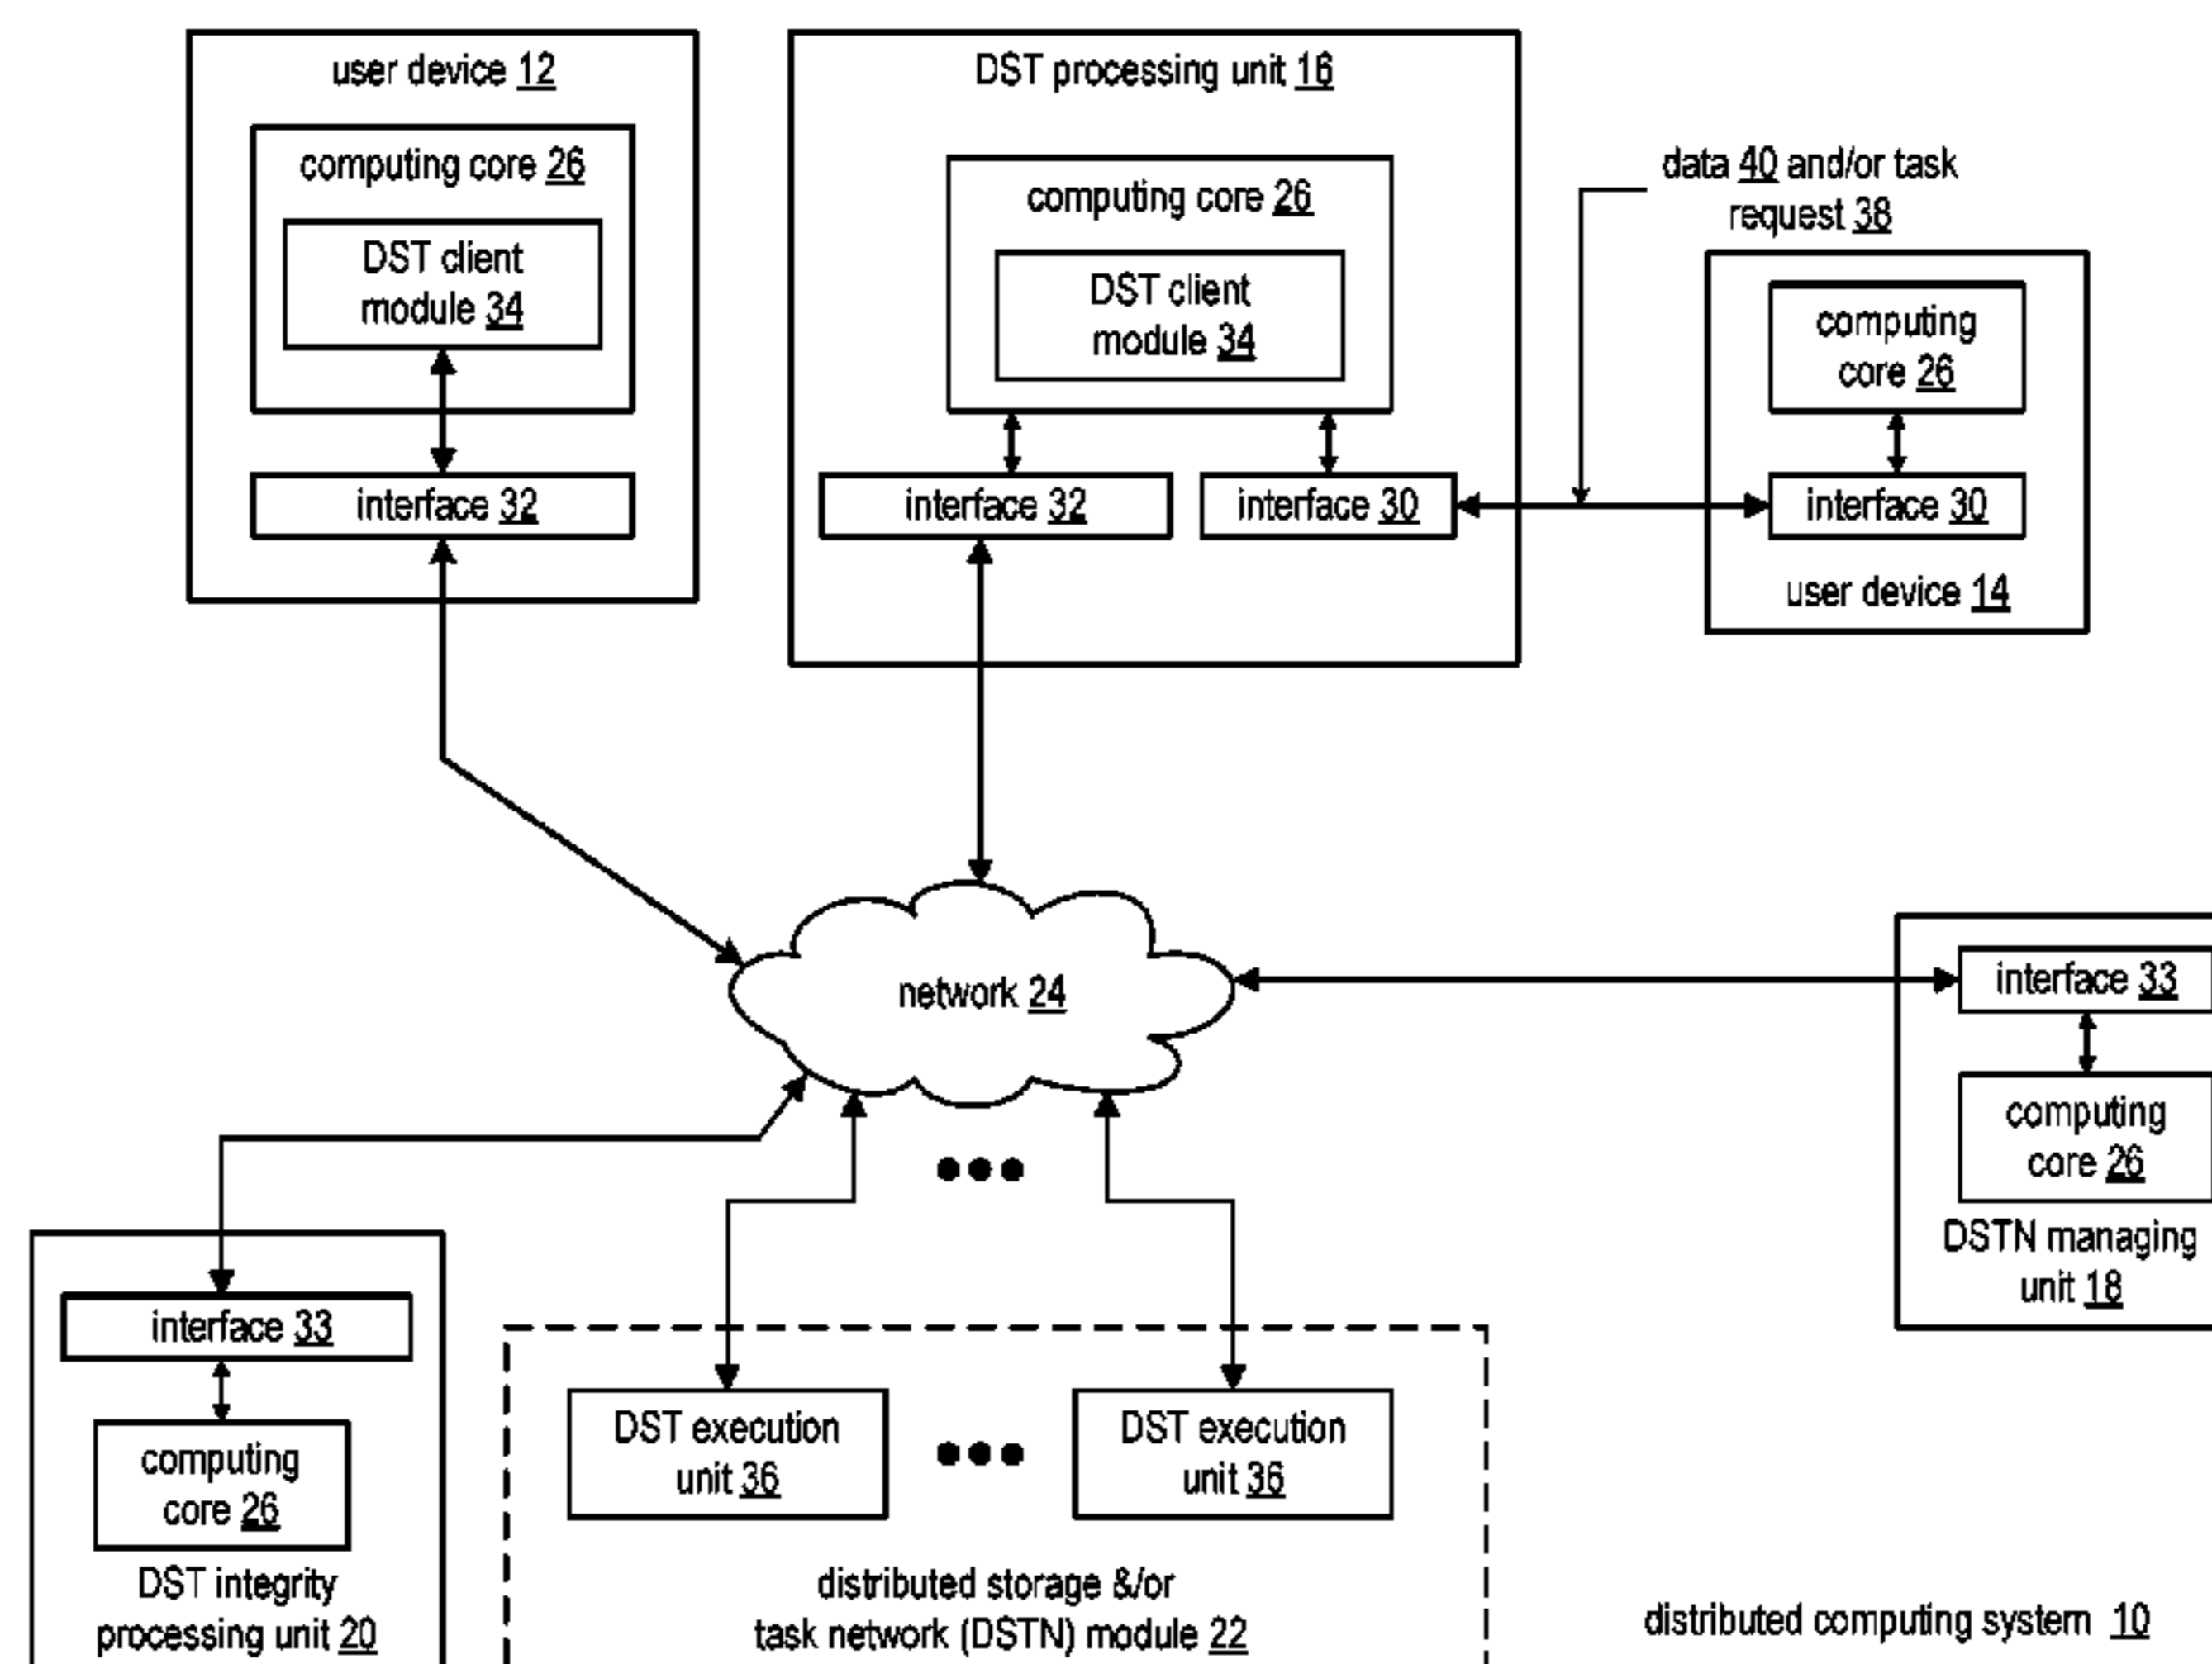 user device 12
computing core 26
DST client
module 34
interface 32
DST processing unit 16
computing core 26
DST client
module 34
interface 32
interface 30
data 40 and/or task
request 38
computing
core 26
interface 30
user device 14
network 24
interface 33
computing
core 26
DSTN managing
unit 18
interface 33
computing
core 26
DST integrity
processing unit 20
DST execution
unit 36
DST execution
unit 36
distributed storage &/or
task network (DSTN) module 22
distributed computing system 10